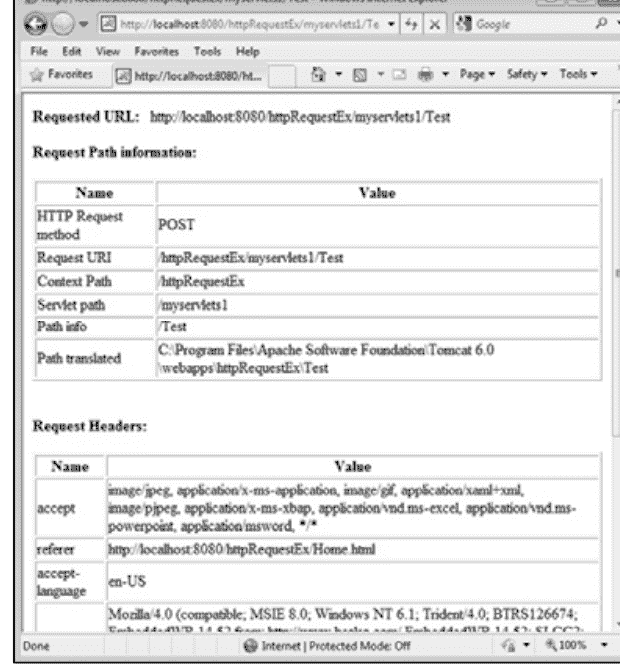 http://localhost:8080/httpRequestEx/myservlets1/Te
Google
File Edit View Favorites Tools Help
Favorites http://localhost:8080/ht... Page Safety Tools
Requested URL: http://localhost:8080/httpRequestEx/myservlets1/Test
Request Path information:
Name Value
HTTP Request
method
POST
Request URI /httpRequestEx/myservlets1/Test
Context Path /httpRequestEx
Servlet path /myservlets1
Path info /Test
Path translated
C:\Program Files\Apache Software Foundation\Tomcat 6.0
\webapps\httpRequestEx\Test
Request Headers:
Name Value
accept
image/jpeg, application/x-ms-application, image/gif, application/xaml+xml,
image/pjpeg, application/x-ms-xbap, application/vnd.ms-excel, application/vnd.ms-
powerpoint, application/msword, */*
referer http://localhost:8080/httpRequestEx/Home.html
accept-
language
en-US
Mozilla/4.0 (compatible; MSIE 8.0; Windows NT 6.1; Trident/4.0; BTRS126674;
Done Internet | Protected Mode: Off 100%